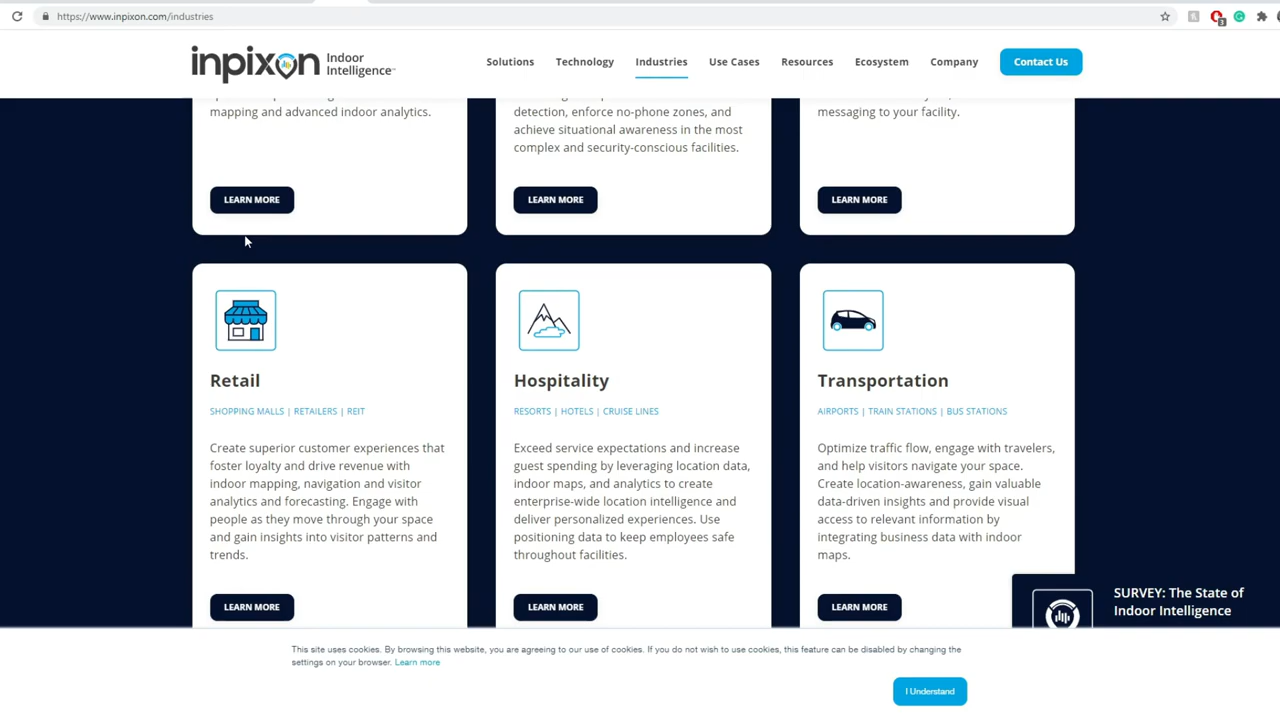 https://www.inpixon.com/industries
3
inpixon Indoor Intelligence™
Solutions Technology Industries Use Cases Resources Ecosystem Company Contact Us
mapping and advanced indoor analytics.
LEARN MORE
detection, enforce no-phone zones, and
achieve situational awareness in the most
complex and security-conscious facilities.
LEARN MORE
messaging to your facility.
LEARN MORE
Retail
SHOPPING MALLS | RETAILERS | REIT
Create superior customer experiences that
foster loyalty and drive revenue with
indoor mapping, navigation and visitor
analytics and forecasting. Engage with
people as they move through your space
and gain insights into visitor patterns and
trends.
LEARN MORE
Hospitality
RESORTS | HOTELS | CRUISE LINES
Exceed service expectations and increase
guest spending by leveraging location data,
indoor maps, and analytics to create
enterprise-wide location intelligence and
deliver personalized experiences. Use
positioning data to keep employees safe
throughout facilities.
LEARN MORE
Transportation
AIRPORTS | TRAIN STATIONS | BUS STATIONS
Optimize traffic flow, engage with travelers,
and help visitors navigate your space.
Create location-awareness, gain valuable
data-driven insights and provide visual
access to relevant information by
integrating business data with indoor
maps.
LEARN MORE
SURVEY: The State of
Indoor Intelligence
This site uses cookies. By browsing this website, you are agreeing to our use of cookies. If you do not wish to use cookies, this feature can be disabled by changing the
settings on your browser. Learn more
I Understand